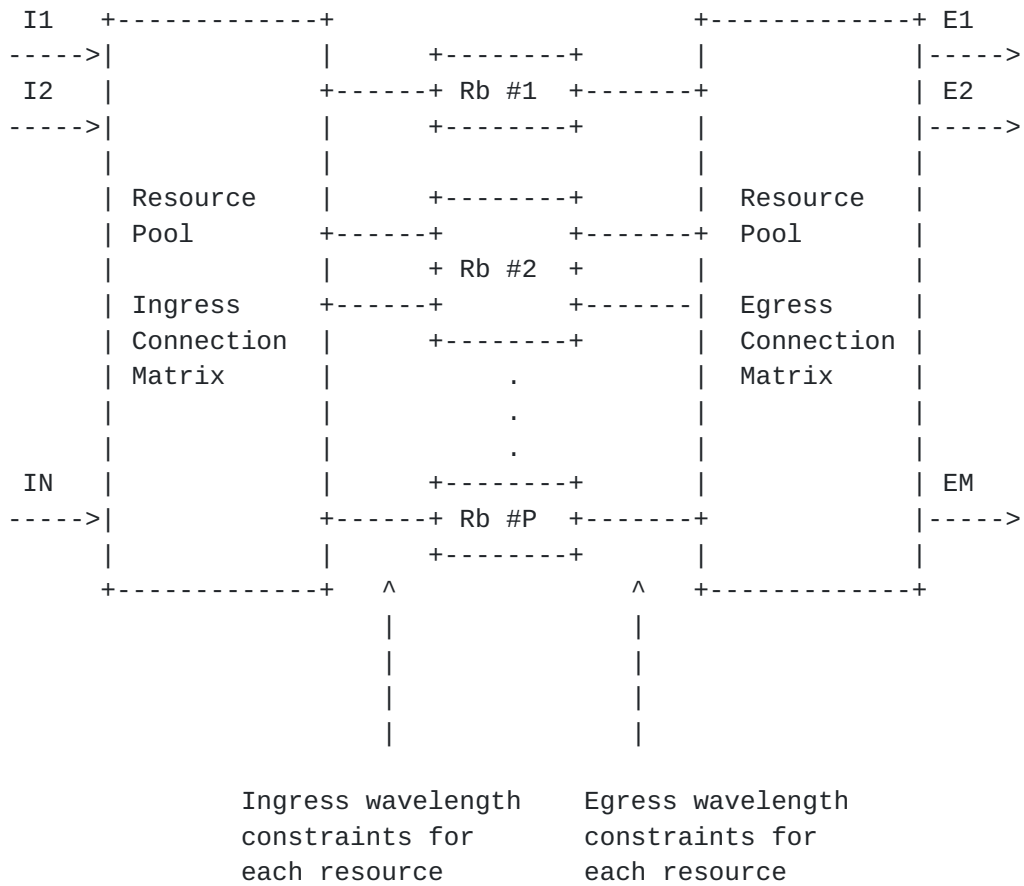 I1 E1
Rb #1
I2 E2
Resource Resource
Pool Pool
Rb #2
Ingress Egress
Connection Connection
Matrix Matrix
.
.
.
IN EM
Rb #P
Ingress wavelength Egress wavelength
constraints for constraints for
each resource each resource